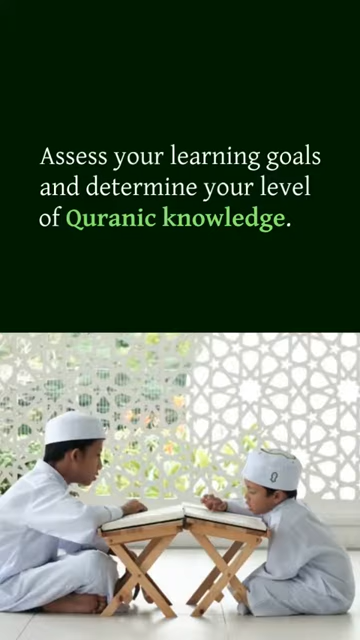 Assess your learning goals
and determine your level
of Quranic knowledge.